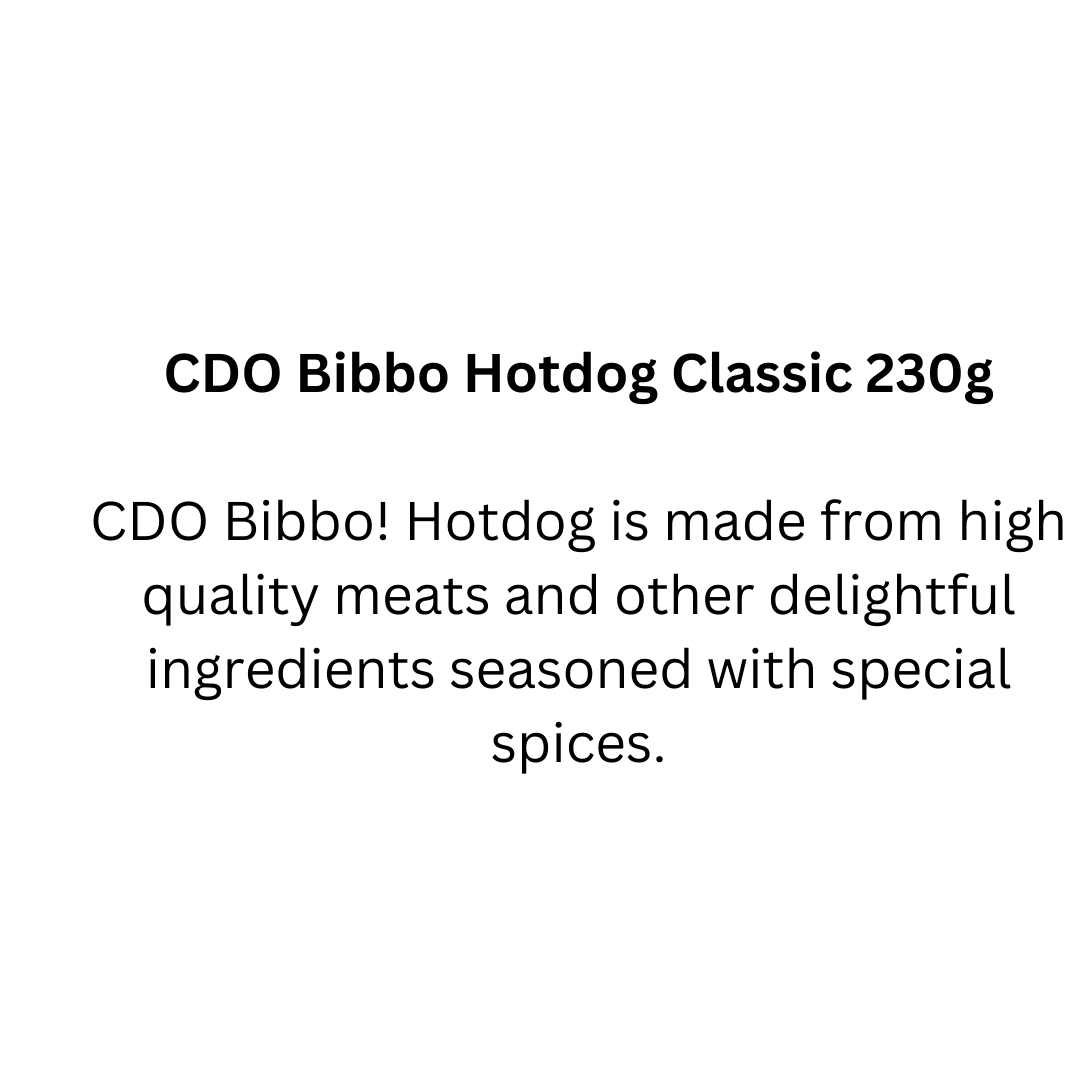 CDO Bibbo Hotdog Classic 230g
CDO Bibbo! Hotdog is made from high
quality meats and other delightful
ingredients seasoned with special
spices.